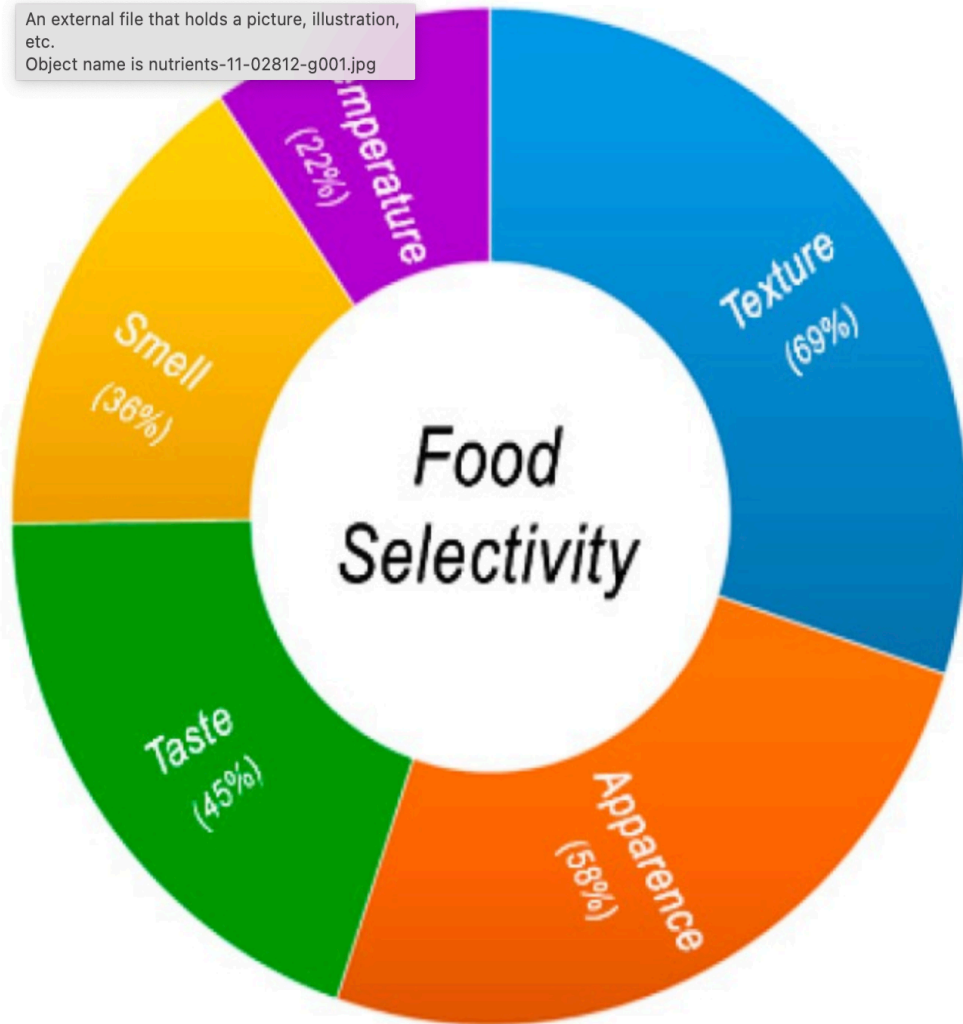 An external file that holds a picture, illustration,
etc.
Object name is nutrients-11-02812-g001.jpg
emperature
(22%)
Texture
(69%)
Smell
(36%)
Food
Selectivity
Taste
(45%)
Apparence
(58%)